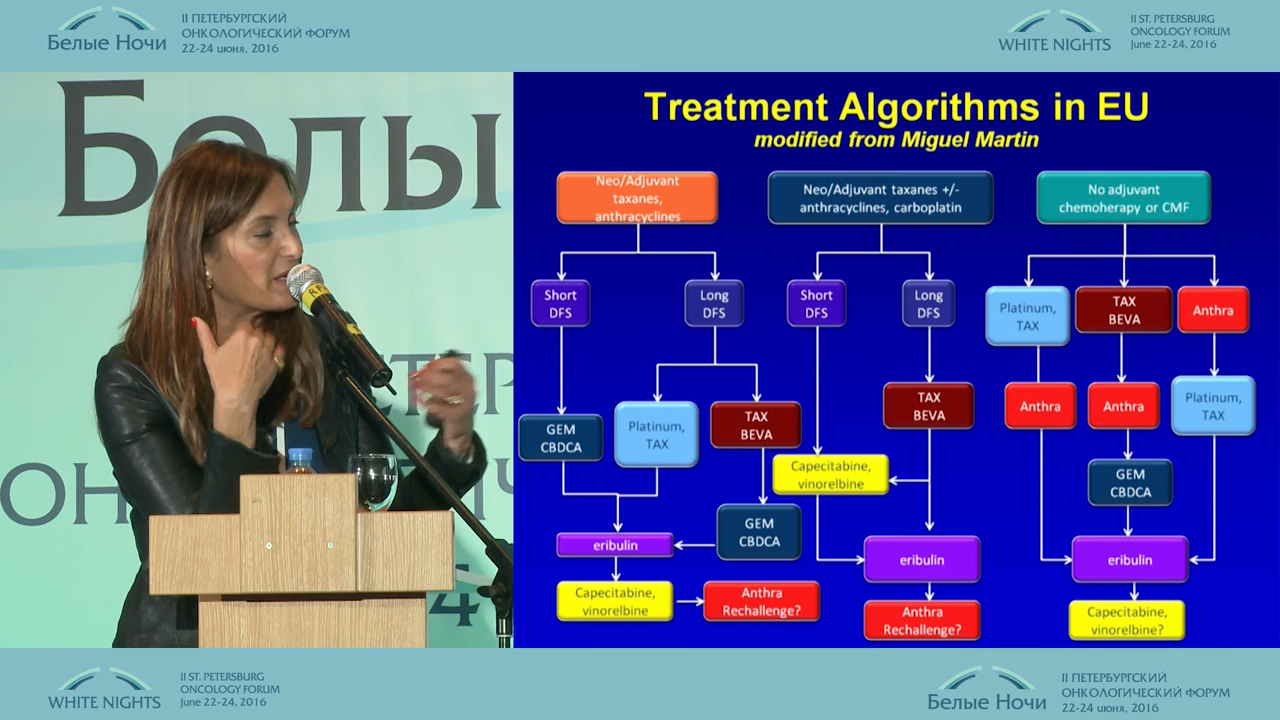 Белые Ночи
II ПЕТЕРБУРГСКИЙ
ОНКОЛОГИЧЕСКИЙ ФОРУМ
22-24 июня, 2016
WHITE NIGHTS
II ST. PETERSBURG
ONCOLOGY FORUM
June 22-24, 2016
Treatment Algorithms in EU
modified from Miguel Martin
Neo/Adjuvant
taxanes,
anthracyclines
Neo/Adjuvant taxanes +/-
anthracyclines, carboplatin
No adjuvant
chemoherapy or CMF
Short
DFS
Long
DFS
Short
DFS
Long
DFS
Platinum,
TAX
TAX
BEVA
Anthra
GEM
CBDCA
Platinum,
TAX
TAX
BEVA
TAX
BEVA
Anthra
Anthra
Platinum,
TAX
Capecitabine,
vinorelbine
GEM
CBDCA
GEM
CBDCA
eribulin
eribulin
eribulin
Capecitabine,
vinorelbine
Anthra
Rechallenge?
Anthra
Rechallenge?
Capecitabine,
vinorelbine?
WHITE NIGHTS
II ST. PETERSBURG
ONCOLOGY FORUM
June 22-24, 2016
Белые Ночи
II ПЕТЕРБУРГСКИЙ
ОНКОЛОГИЧЕСКИЙ ФОРУМ
22-24 июня, 2016